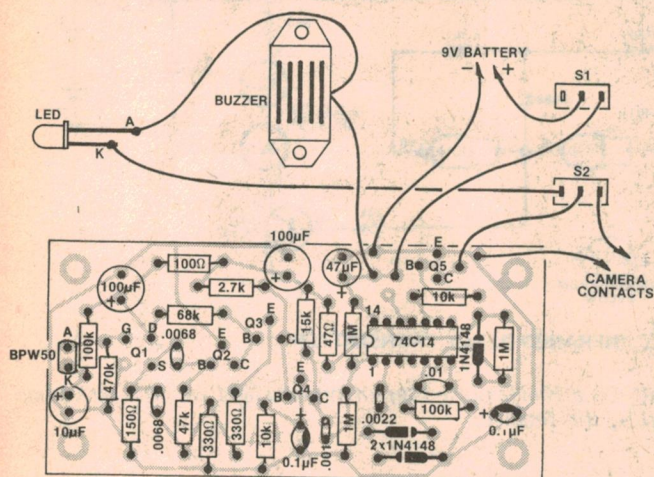 9V BATTERY
− +
S1
BUZZER
LED
A
K
S2
CAMERA
CONTACTS
100µF
+
100Ω
100µF
+
2.7k
47µF
+
E
B Q5
C
10k
68k
.0068
A
BPW50
K
100k
G D
Q1
S
470k
E
Q2
B C
E
Q3
B C
15k
47Ω
1M
14
74C14
1
1N4148
1M
10µF
+
150Ω
.0068
47k
330Ω
330Ω
10k
E
Q4
B C
+
0.1µF
.001
1M
.0022
.01
100k
2x1N4148
+
0.1µF